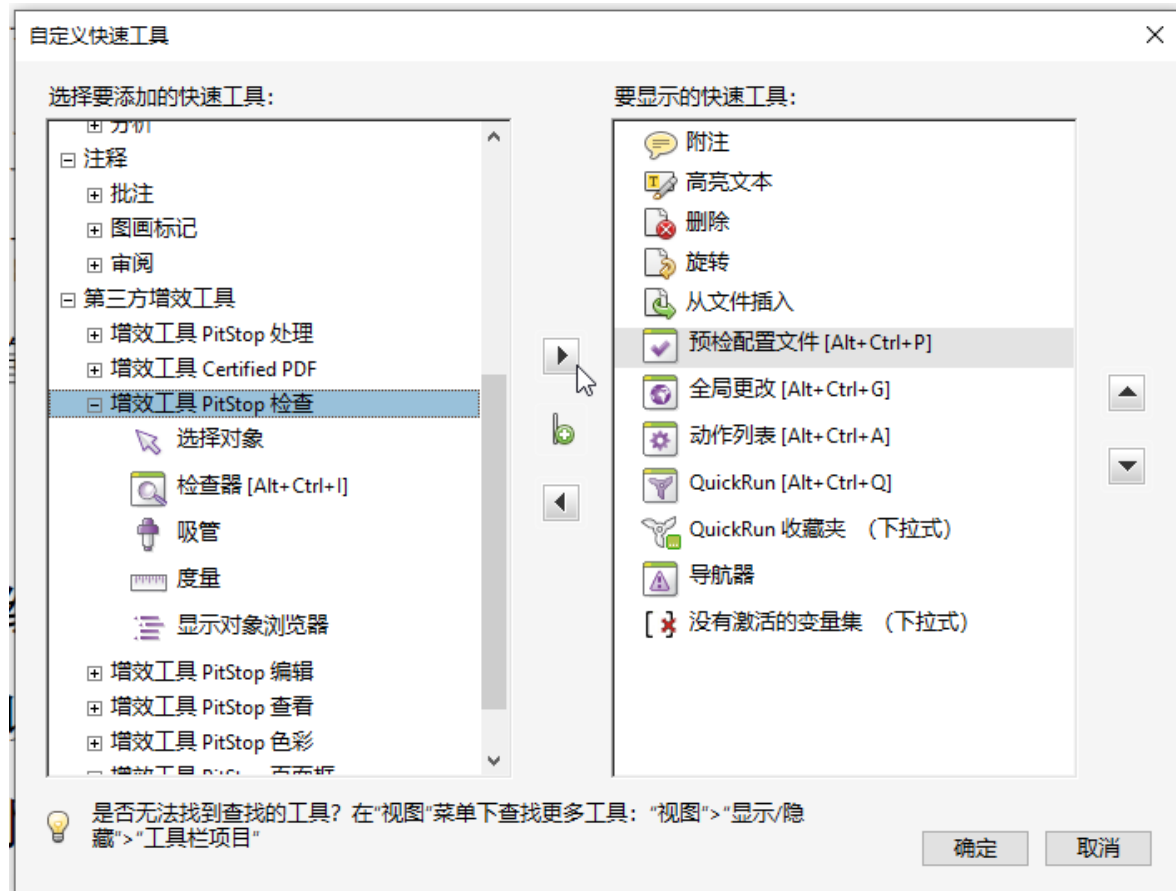 自定义快速工具
选择要添加的快速工具：
分析
注释
批注
图画标记
审阅
第三方增效工具
增效工具 PitStop 处理
增效工具 Certified PDF
增效工具 PitStop 检查
选择对象
检查器 [Alt+Ctrl+I]
吸管
度量
显示对象浏览器
增效工具 PitStop 编辑
增效工具 PitStop 查看
增效工具 PitStop 色彩
增效工具 PitStop 页面框
要显示的快速工具：
附注
高亮文本
删除
旋转
从文件插入
预检配置文件 [Alt+Ctrl+P]
全局更改 [Alt+Ctrl+G]
动作列表 [Alt+Ctrl+A]
QuickRun [Alt+Ctrl+Q]
QuickRun 收藏夹 （下拉式）
导航器
没有激活的变量集 （下拉式）
是否无法找到查找的工具？在"视图"菜单下查找更多工具："视图">"显示/隐
藏">"工具栏项目"
确定
取消